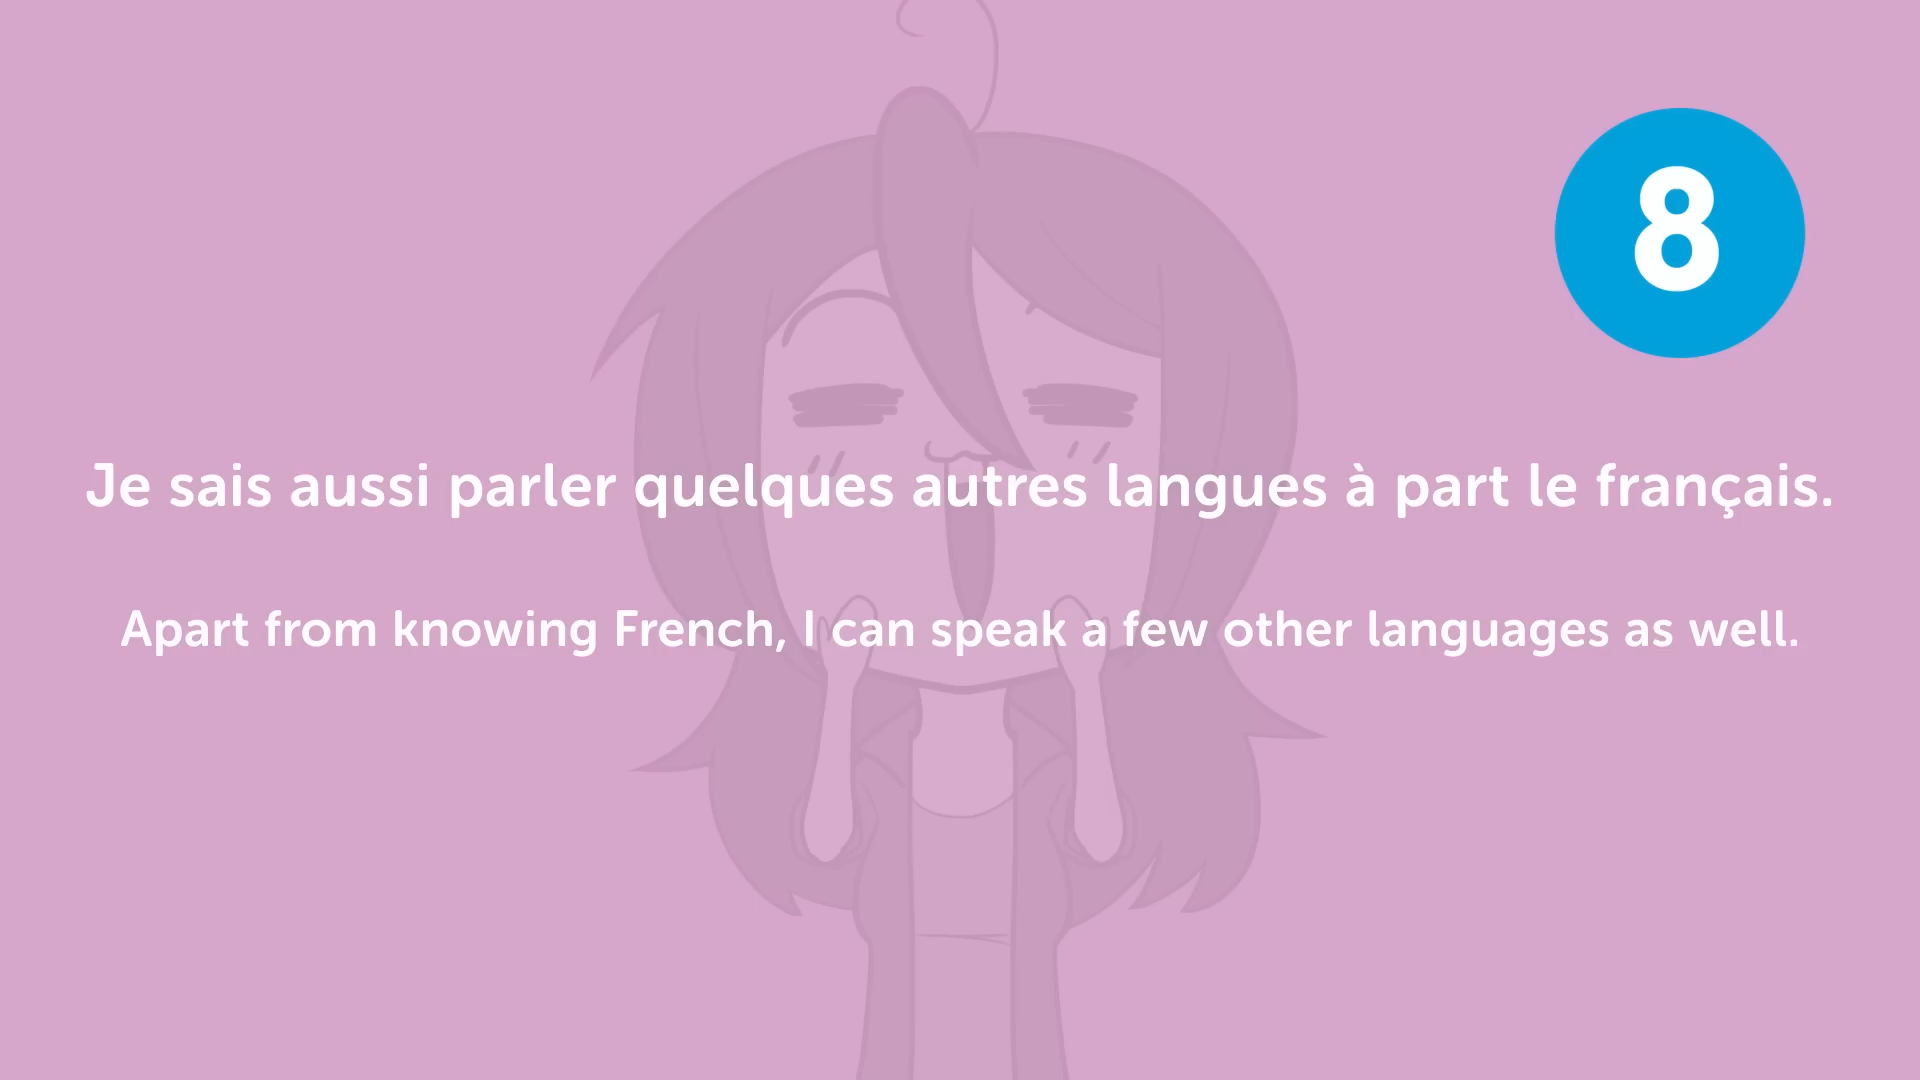 8
Je sais aussi parler quelques autres langues à part le français.
Apart from knowing French, I can speak a few other languages as well.